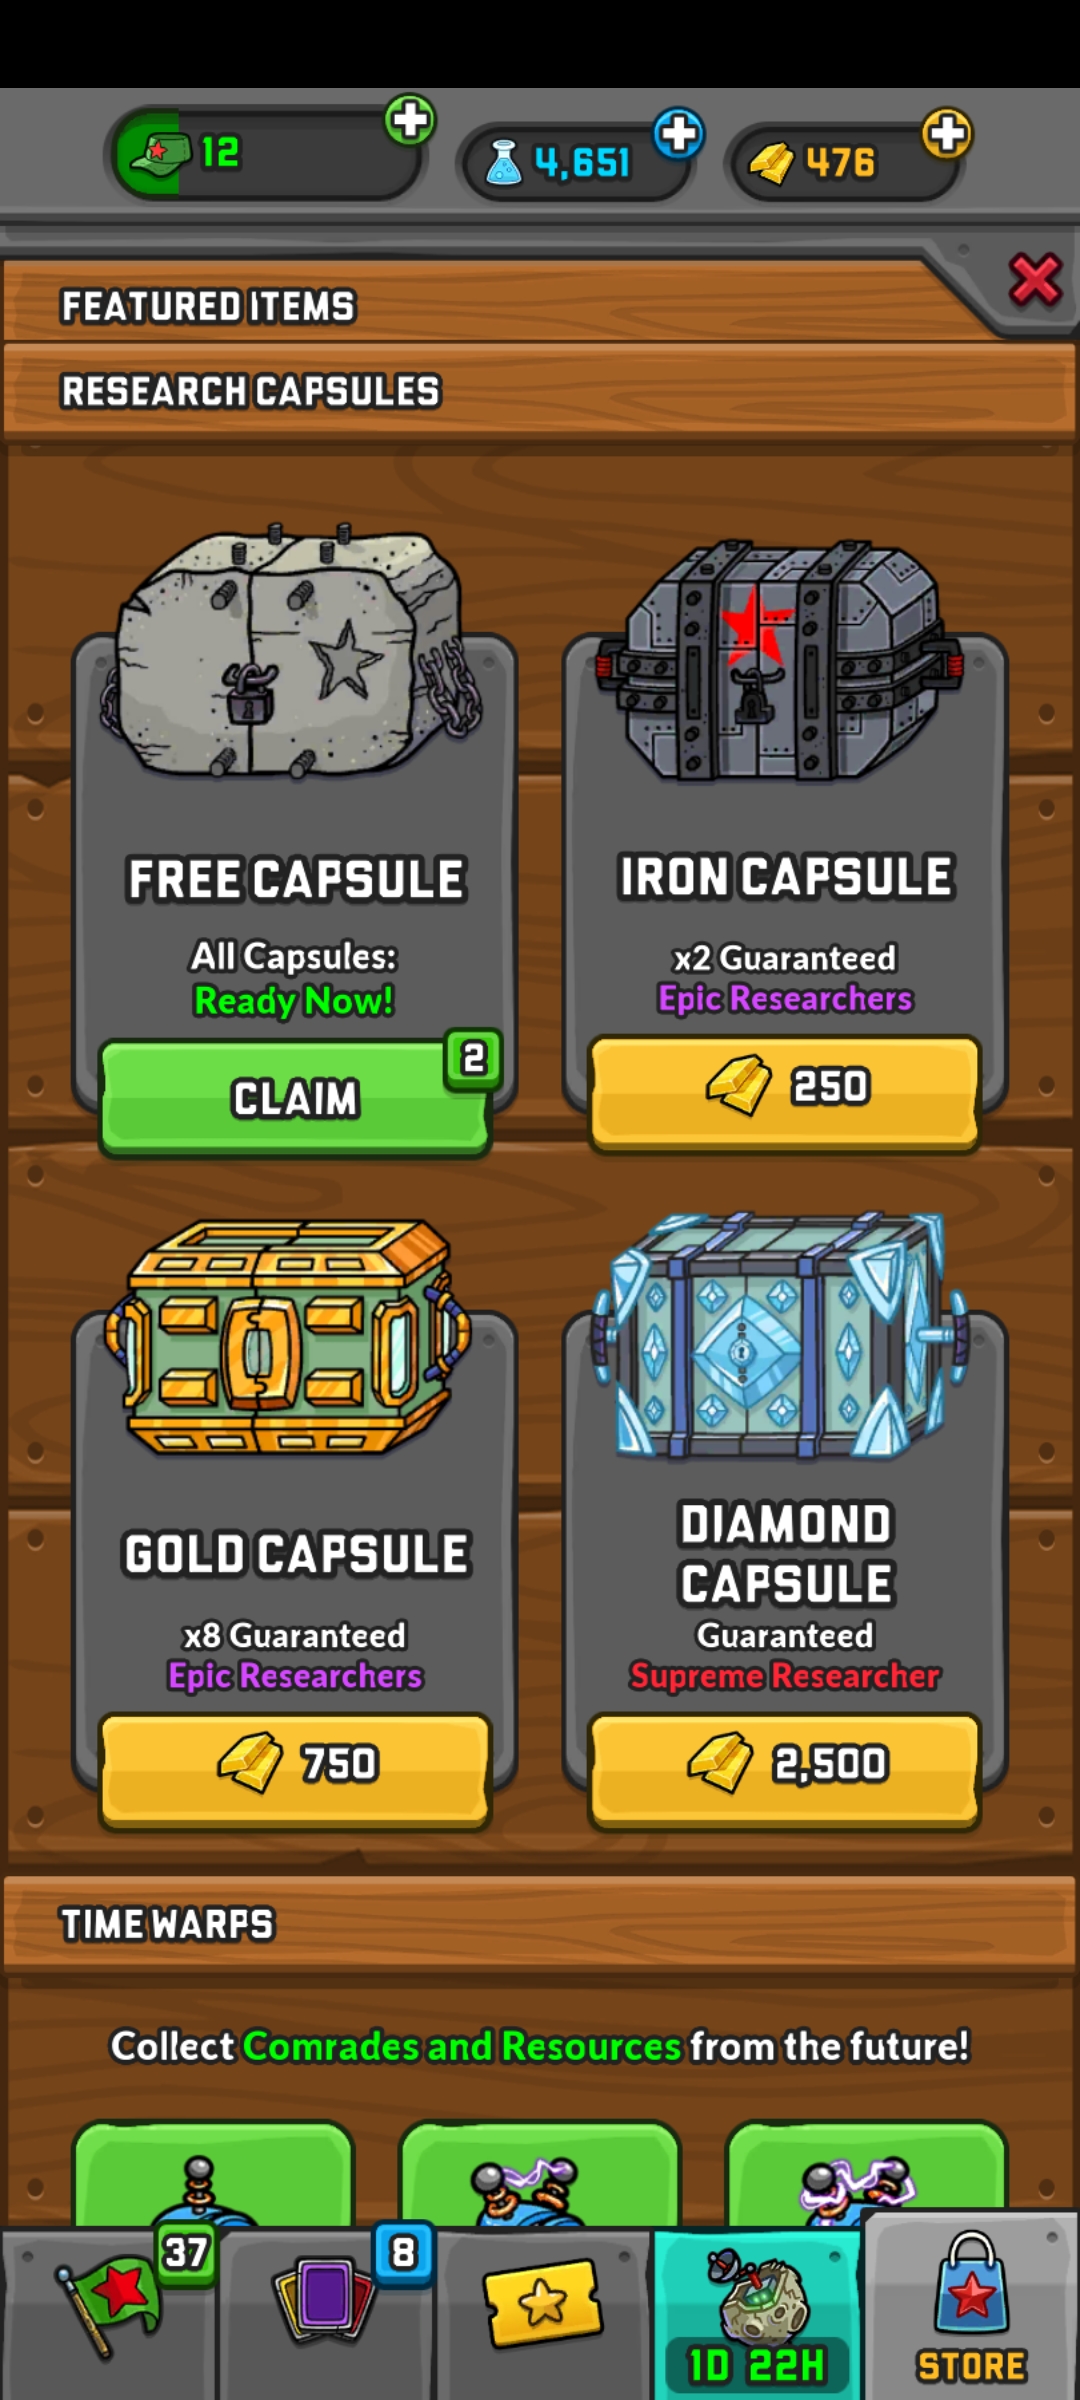 12
4,651
476
FEATURED ITEMS
RESEARCH CAPSULES
FREE CAPSULE
All Capsules:
Ready Now!
CLAIM
2
IRON CAPSULE
x2 Guaranteed
Epic Researchers
250
GOLD CAPSULE
x8 Guaranteed
Epic Researchers
750
DIAMOND
CAPSULE
Guaranteed
Supreme Researcher
2,500
TIME WARPS
Collect Comrades and Resources from the future!
37
8
1D 22H
STORE